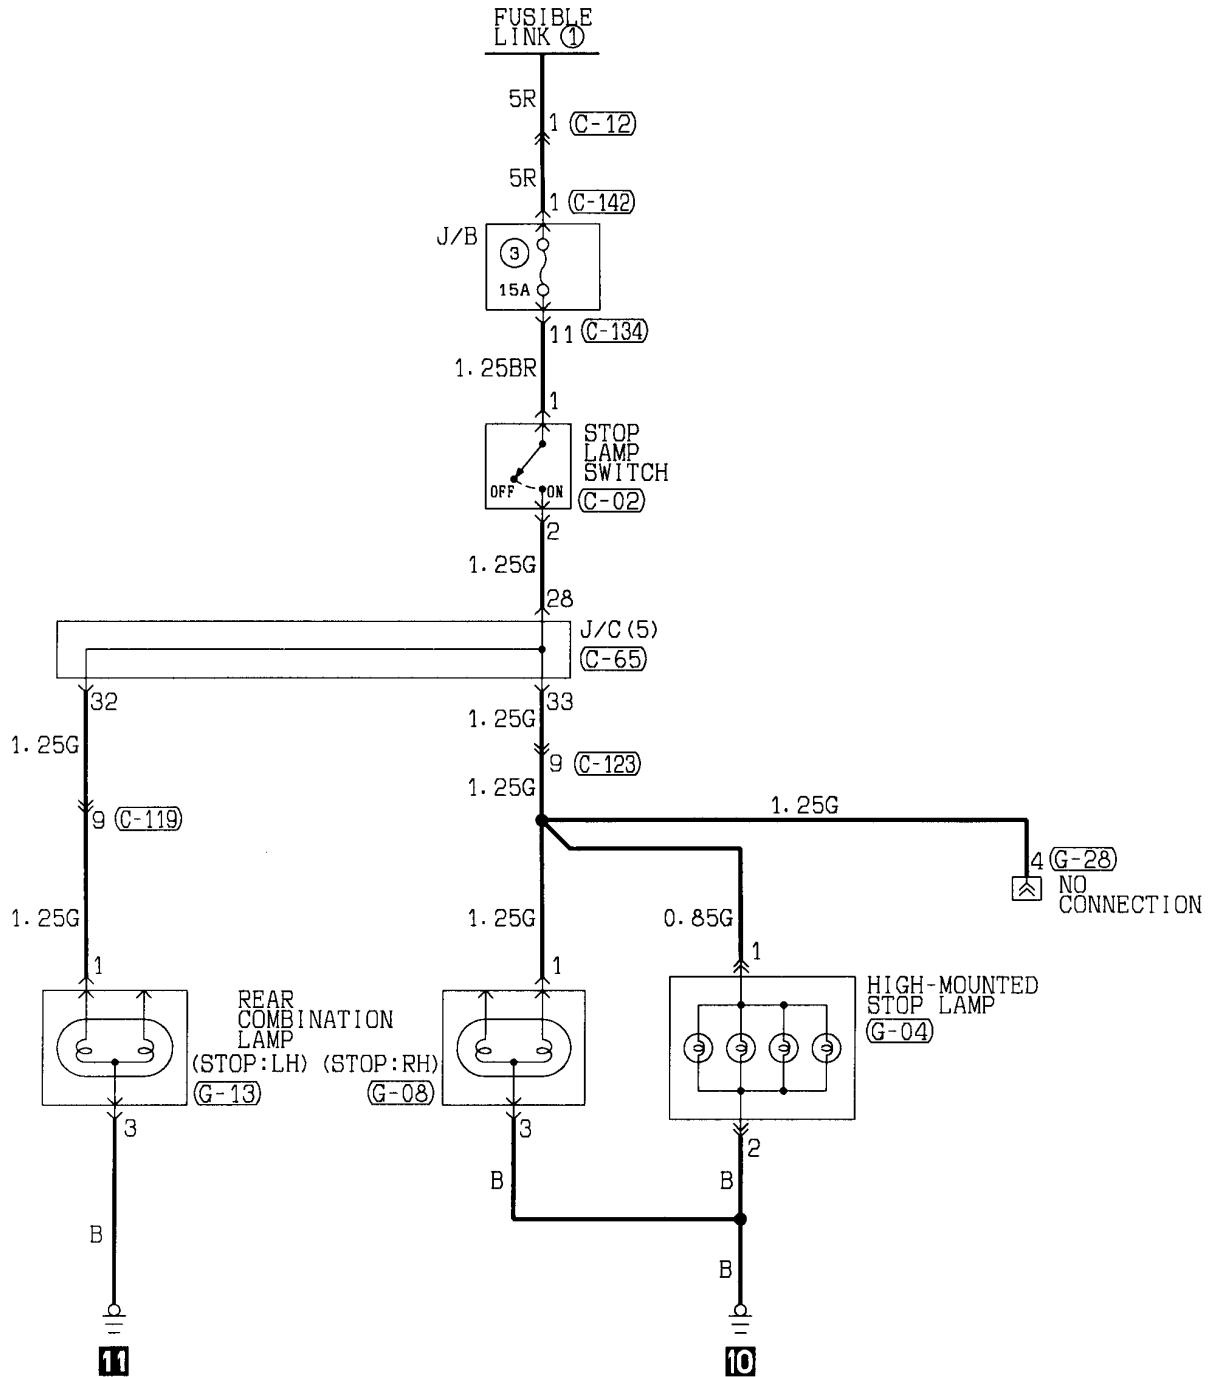 FUSIBLE
LINK ①
5R
1 C-12
5R
1 C-142
J/B
3
15A
11 C-134
1.25BR
1
STOP
LAMP
SWITCH
OFF ON
C-02
2
1.25G
28
J/C(5)
C-65
32
33
1.25G
1.25G
9 C-123
1.25G
1.25G
9 C-119
4 G-28
NO
CONNECTION
1.25G
1.25G
0.85G
1
1
1
REAR
COMBINATION
LAMP
(STOP:LH) (STOP:RH)
G-13
G-08
HIGH-MOUNTED
STOP LAMP
G-04
3
3
2
B
B
B
B
11
10